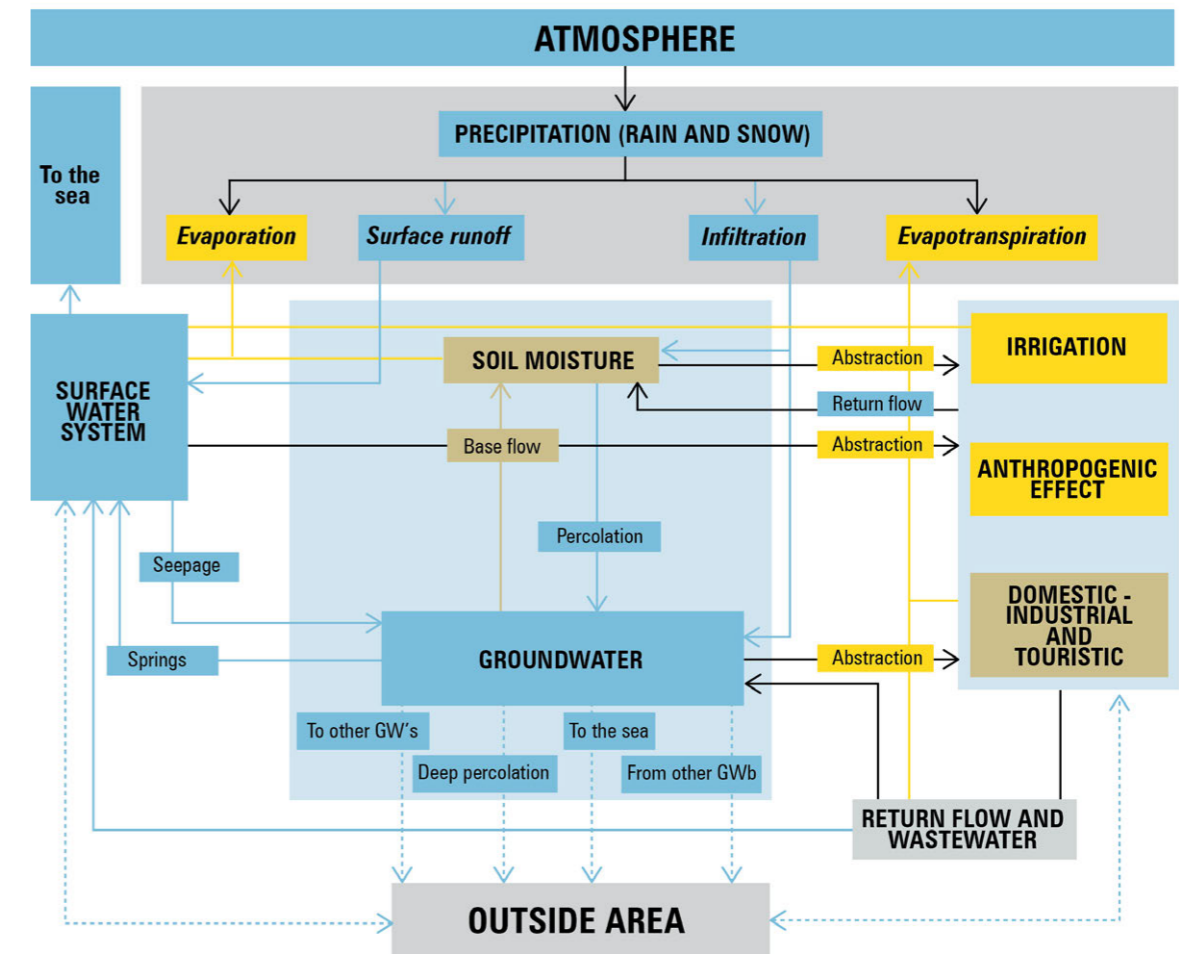 ATMOSPHERE
PRECIPITATION (RAIN AND SNOW)
To the
sea
Evaporation
Surface runoff
Infiltration
Evapotranspiration
SURFACE
WATER
SYSTEM
SOIL MOISTURE
Abstraction
IRRIGATION
Return flow
Base flow
Abstraction
ANTHROPOGENIC
EFFECT
Percolation
Seepage
DOMESTIC -
INDUSTRIAL
AND
TOURISTIC
Springs
GROUNDWATER
Abstraction
To other GW's
To the sea
Deep percolation
From other GWb
RETURN FLOW AND
WASTEWATER
OUTSIDE AREA